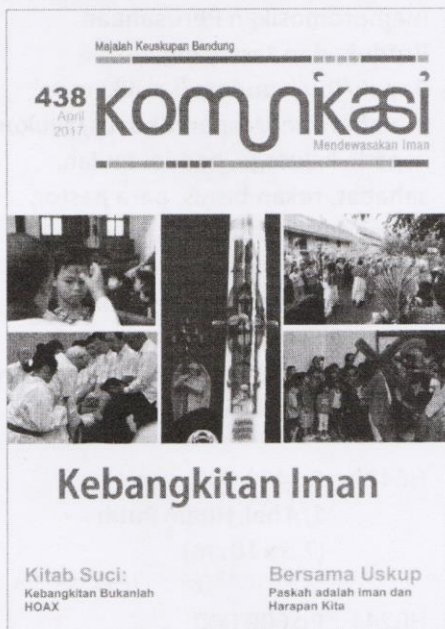 Majalah Keuskupan Bandung
438
April
2017
Komunikasi
Mendewasakan Iman
Kebangkitan Iman
Kitab Suci:
Kebangkitan Bukanlah
HOAX
Bersama Uskup
Paskah adalah Iman dan
Harapan Kita